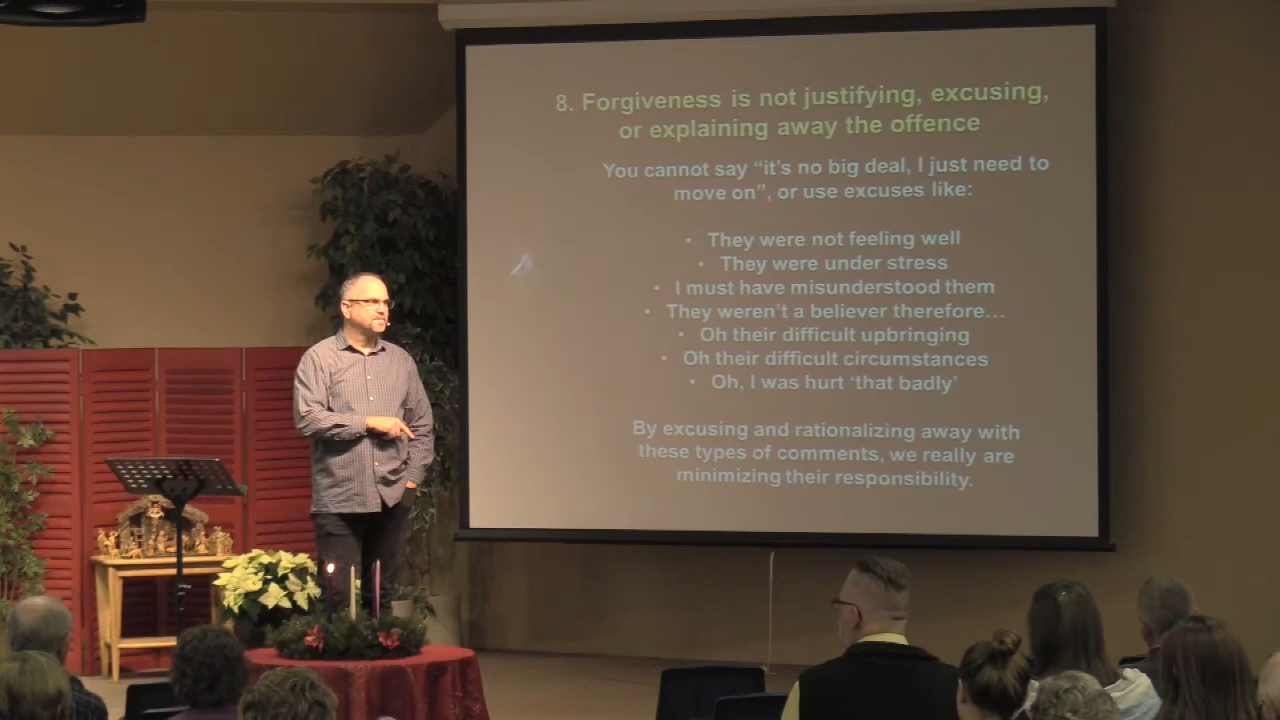 8. Forgiveness is not justifying, excusing,
or explaining away the offence
You cannot say “it’s no big deal, I just need to
move on”, or use excuses like:
• They were not feeling well
• They were under stress
• I must have misunderstood them
• They weren’t a believer therefore…
• Oh their difficult upbringing
• Oh their difficult circumstances
• Oh, I was hurt ‘that badly’
By excusing and rationalizing away with
these types of comments, we really are
minimizing their responsibility.